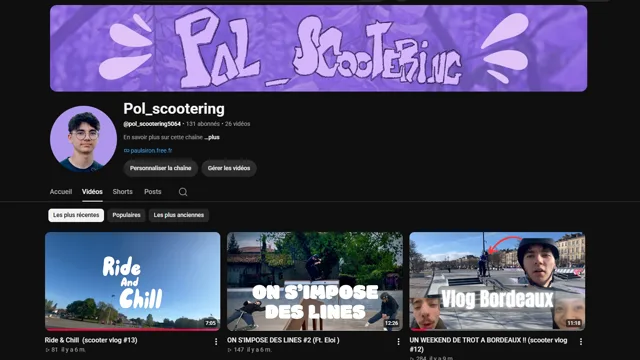 POL_SCOOTERING
Pol_scootering
@pol_scootering5064 • 131 abonnés • 26 vidéos
En savoir plus sur cette chaîne ...plus
paulsiron.free.fr
Personnaliser la chaîne
Gérer les vidéos
Accueil Vidéos Shorts Posts
Les plus récentes Populaires Les plus anciennes
Ride
And
Chill
7:05
ON S'IMPOSE
DES LINES
12:26
Vlog Bordeaux
11:18
Ride & Chill (scooter vlog #13)
81 il y a 6 m.
ON S'IMPOSE DES LINES #2 (Ft. Eloi )
147 il y a 6 m.
UN WEEKEND DE TROT A BORDEAUX !! (scooter vlog
#12)
264 il y a 9 m.